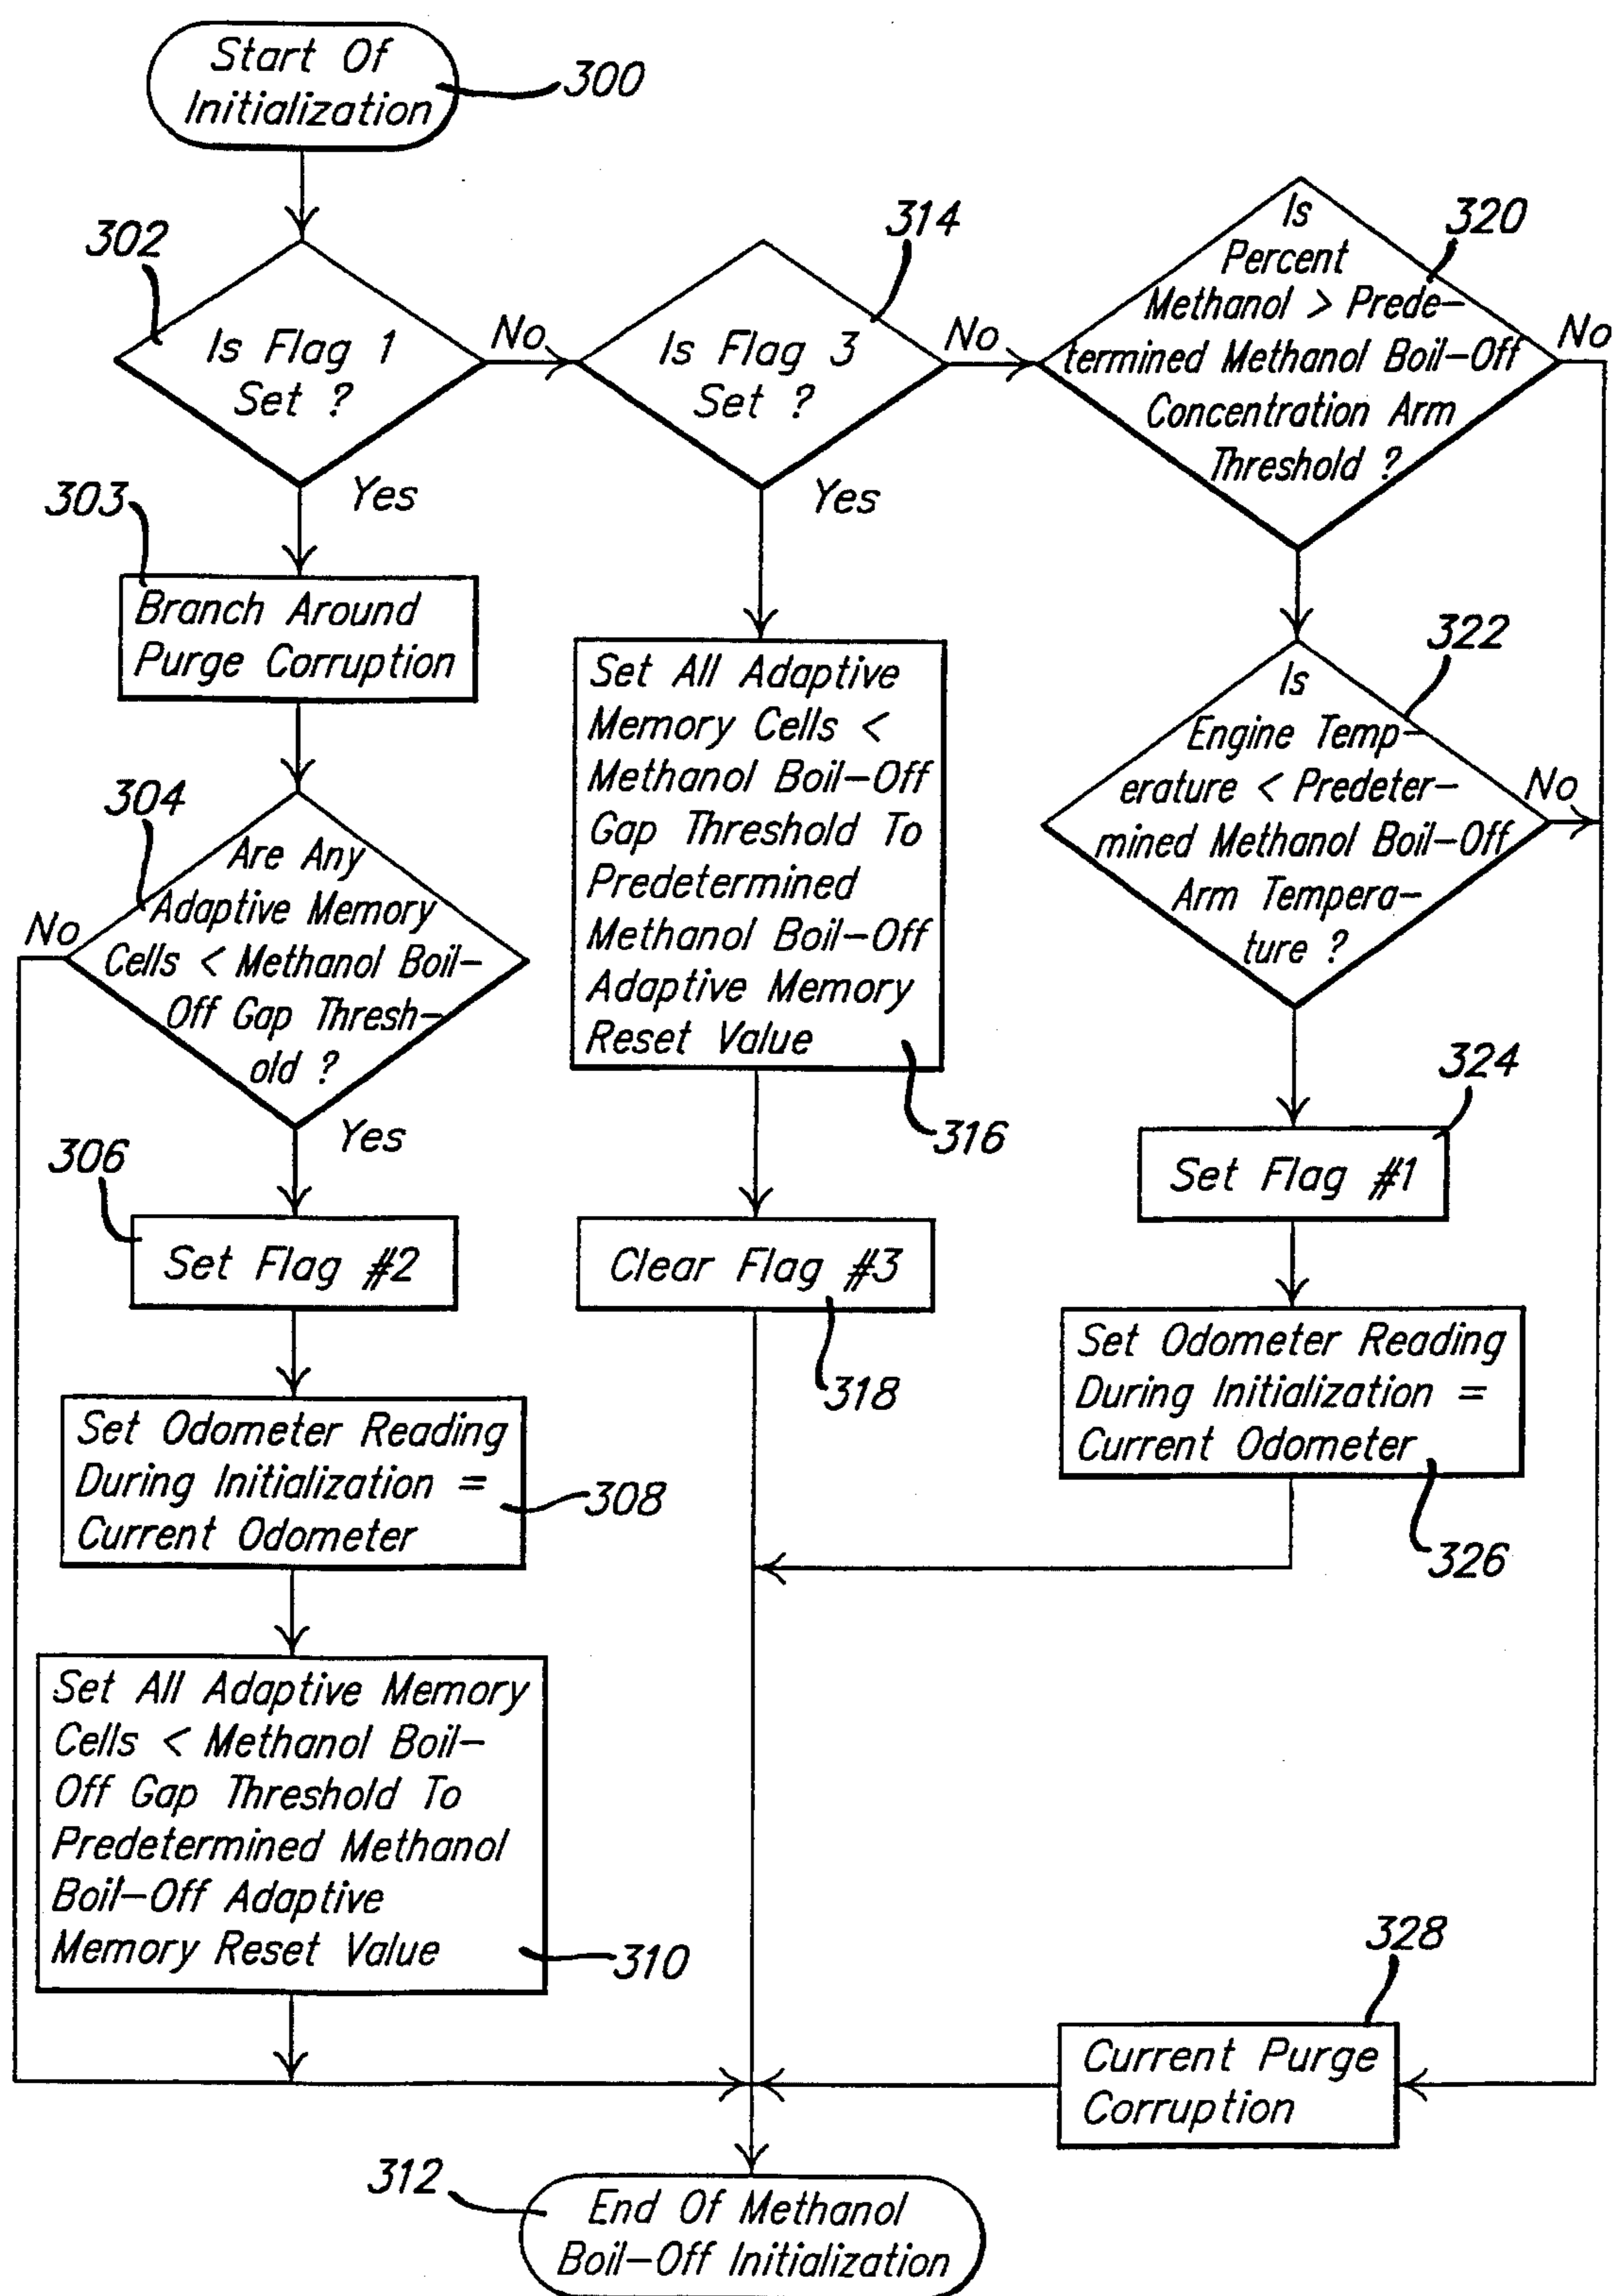 Start Of
Initialization
300
302
Is Flag 1
Set ?
No
Yes
314
Is Flag 3
Set ?
No
Yes
320
Is
Percent
Methanol > Prede-
termined Methanol Boil-Off
Concentration Arm
Threshold ?
No
303
Branch Around
Purge Corruption
304
Are Any
Adaptive Memory
Cells < Methanol Boil-
Off Gap Thresh-
old ?
No
Yes
306
Set Flag #2
Set Odometer Reading
During Initialization =
Current Odometer
308
Set All Adaptive Memory
Cells < Methanol Boil-
Off Gap Threshold To
Predetermined Methanol
Boil-Off Adaptive
Memory Reset Value
310
Set All Adaptive
Memory Cells <
Methanol Boil-Off
Gap Threshold To
Predetermined
Methanol Boil-Off
Adaptive Memory
Reset Value
316
Clear Flag #3
318
322
Is
Engine Temp-
erature < Predeter-
mined Methanol Boil-Off
Arm Tempera-
ture ?
No
324
Set Flag #1
Set Odometer Reading
During Initialization =
Current Odometer
326
328
Current Purge
Corruption
312
End Of Methanol
Boil-Off Initialization